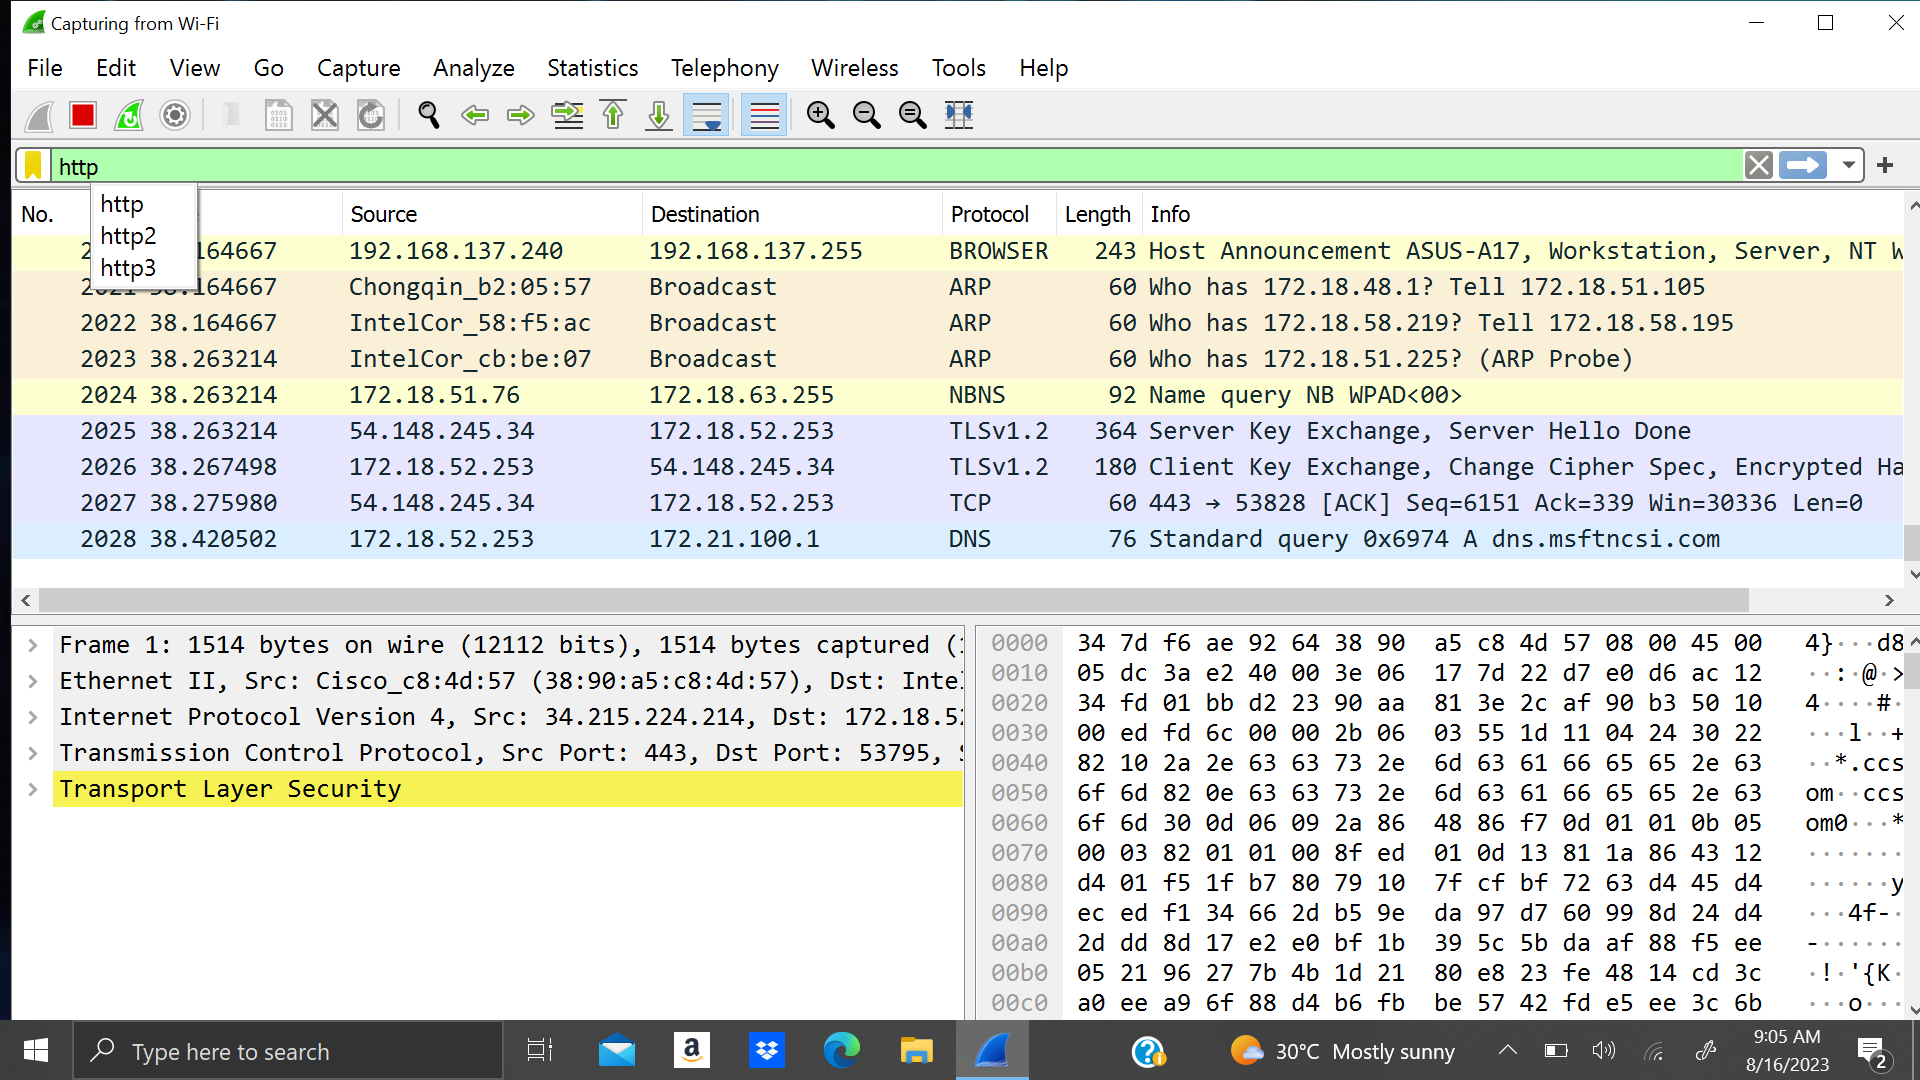 Capturing from Wi-Fi
File Edit View Go Capture Analyze Statistics Telephony Wireless Tools Help
http
http
http2
http3
No. Source Destination Protocol Length Info
164667 192.168.137.240 192.168.137.255 BROWSER 243 Host Announcement ASUS-A17, Workstation, Server, NT W
2021 38.164667 Chongqin_b2:05:57 Broadcast ARP 60 Who has 172.18.48.1? Tell 172.18.51.105
2022 38.164667 IntelCor_58:f5:ac Broadcast ARP 60 Who has 172.18.58.219? Tell 172.18.58.195
2023 38.263214 IntelCor_cb:be:07 Broadcast ARP 60 Who has 172.18.51.225? (ARP Probe)
2024 38.263214 172.18.51.76 172.18.63.255 NBNS 92 Name query NB WPAD<00>
2025 38.263214 54.148.245.34 172.18.52.253 TLSv1.2 364 Server Key Exchange, Server Hello Done
2026 38.267498 172.18.52.253 54.148.245.34 TLSv1.2 180 Client Key Exchange, Change Cipher Spec, Encrypted Ha
2027 38.275980 54.148.245.34 172.18.52.253 TCP 60 443 → 53828 [ACK] Seq=6151 Ack=339 Win=30336 Len=0
2028 38.420502 172.18.52.253 172.21.100.1 DNS 76 Standard query 0x6974 A dns.msftncsi.com
Frame 1: 1514 bytes on wire (12112 bits), 1514 bytes captured (1
Ethernet II, Src: Cisco_c8:4d:57 (38:90:a5:c8:4d:57), Dst: Intel
Internet Protocol Version 4, Src: 34.215.224.214, Dst: 172.18.52
Transmission Control Protocol, Src Port: 443, Dst Port: 53795, S
Transport Layer Security
0000 34 7d f6 ae 92 64 38 90 a5 c8 4d 57 08 00 45 00 4}···d8
0010 05 dc 3a e2 40 00 3e 06 17 7d 22 d7 e0 d6 ac 12 ··:·@·>
0020 34 fd 01 bb d2 23 90 aa 81 3e 2c af 90 b3 50 10 4····#·
0030 00 ed fd 6c 00 00 2b 06 03 55 1d 11 04 24 30 22 ···l··+
0040 82 10 2a 2e 63 63 73 2e 6d 63 61 66 65 65 2e 63 ··*.ccs
0050 6f 6d 82 0e 63 63 73 2e 6d 63 61 66 65 65 2e 63 om··ccs
0060 6f 6d 30 0d 06 09 2a 86 48 86 f7 0d 01 01 0b 05 om0···*
0070 00 03 82 01 01 00 8f ed 01 0d 13 81 1a 86 43 12 ·······
0080 d4 01 f5 1f b7 80 79 10 7f cf bf 72 63 d4 45 d4 ······y
0090 ec ed f1 34 66 2d b5 9e da 97 d7 60 99 8d 24 d4 ···4f-·
00a0 2d dd 8d 17 e2 e0 bf 1b 39 5c 5b da af 88 f5 ee -······
00b0 05 21 96 27 7b 4b 1d 21 80 e8 23 fe 48 14 cd 3c ·!·'{K·
00c0 a0 ee a9 6f 88 d4 b6 fb be 57 42 fd e5 ee 3c 6b ···o···
Type here to search
30°C Mostly sunny
9:05 AM
8/16/2023
2